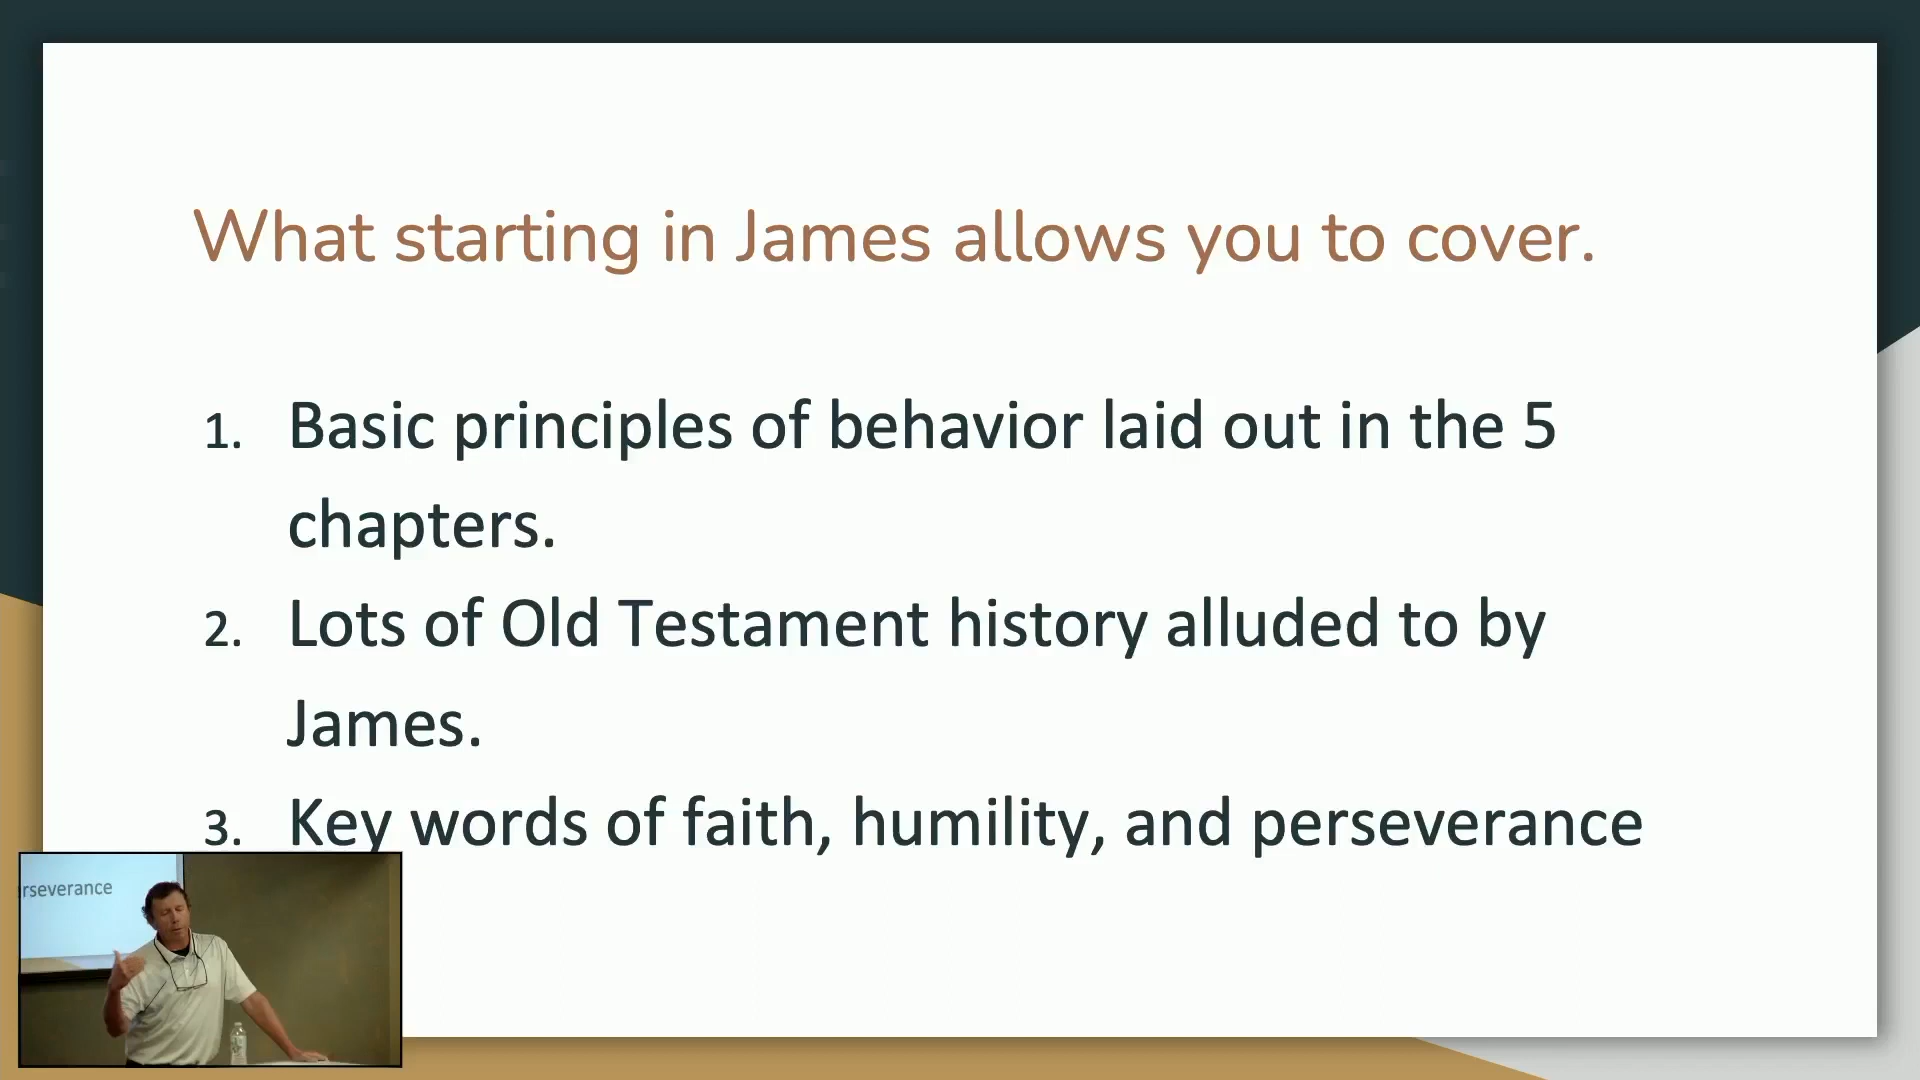 What starting in James allows you to cover.
1. Basic principles of behavior laid out in the 5
chapters.
2. Lots of Old Testament history alluded to by
James.
3. Key words of faith, humility, and perseverance
rseverance